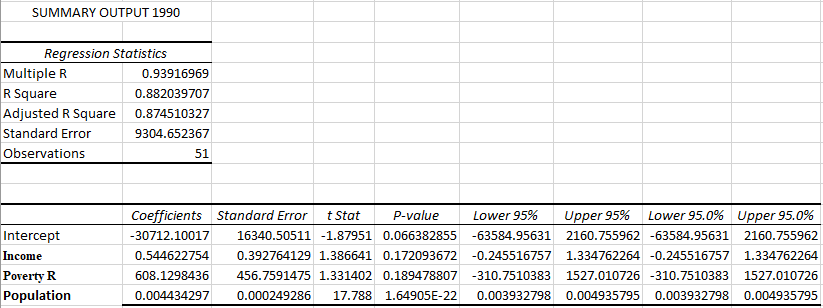 SUMMARY OUTPUT 1990
Regression Statistics
Multiple R 0.93916969
R Square 0.882039707
Adjusted R Square 0.874510327
Standard Error 9304.652367
Observations 51
Coefficients Standard Error t Stat P-value Lower 95% Upper 95% Lower 95.0% Upper 95.0%
Intercept -30712.10017 16340.50511 -1.87951 0.066382855 -63584.95631 2160.755962 -63584.95631 2160.755962
Income 0.544622754 0.392764129 1.386641 0.172093672 -0.245516757 1.334762264 -0.245516757 1.334762264
Poverty R 608.1298436 456.7591475 1.331402 0.189478807 -310.7510383 1527.010726 -310.7510383 1527.010726
Population 0.004434297 0.000249286 17.788 1.64905E-22 0.003932798 0.004935795 0.003932798 0.004935795